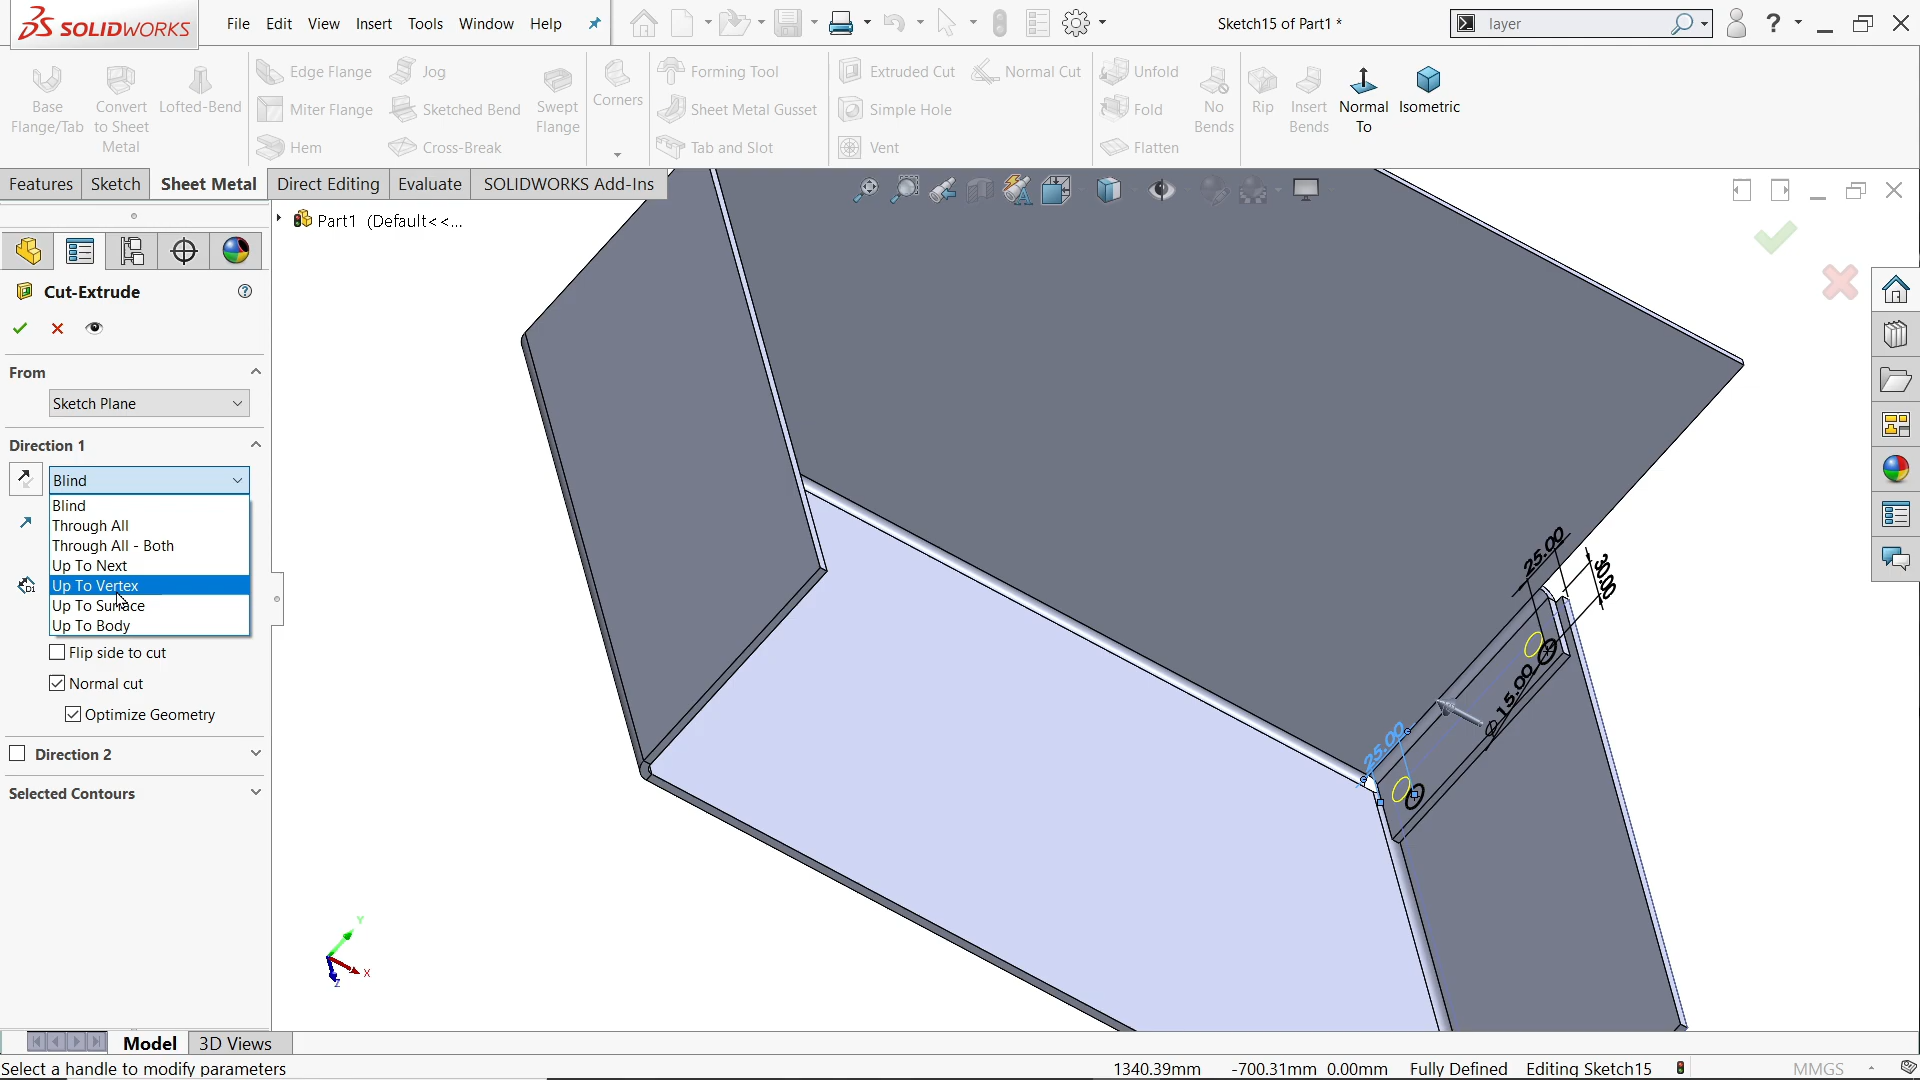 SOLIDWORKS
File Edit View Insert Tools Window Help
Sketch15 of Part1 *
layer
Base Flange/Tab
Convert to Sheet Metal
Lofted-Bend
Edge Flange
Miter Flange
Hem
Jog
Sketched Bend
Cross-Break
Swept Flange
Corners
Forming Tool
Sheet Metal Gusset
Tab and Slot
Extruded Cut
Simple Hole
Vent
Normal Cut
Unfold
Fold
Flatten
No Bends
Rip
Insert Bends
Normal To
Isometric
Features Sketch Sheet Metal Direct Editing Evaluate SOLIDWORKS Add-Ins
Part1 (Default<<...
Cut-Extrude
From
Sketch Plane
Direction 1
Blind
Blind
Through All
Through All - Both
Up To Next
Up To Vertex
Up To Surface
Up To Body
Flip side to cut
Normal cut
Optimize Geometry
Direction 2
Selected Contours
25.00
30.00
∅15.00
25.00
Y
X
Z
Model 3D Views
Select a handle to modify parameters
1340.39mm -700.31mm 0.00mm Fully Defined Editing Sketch15 MMGS